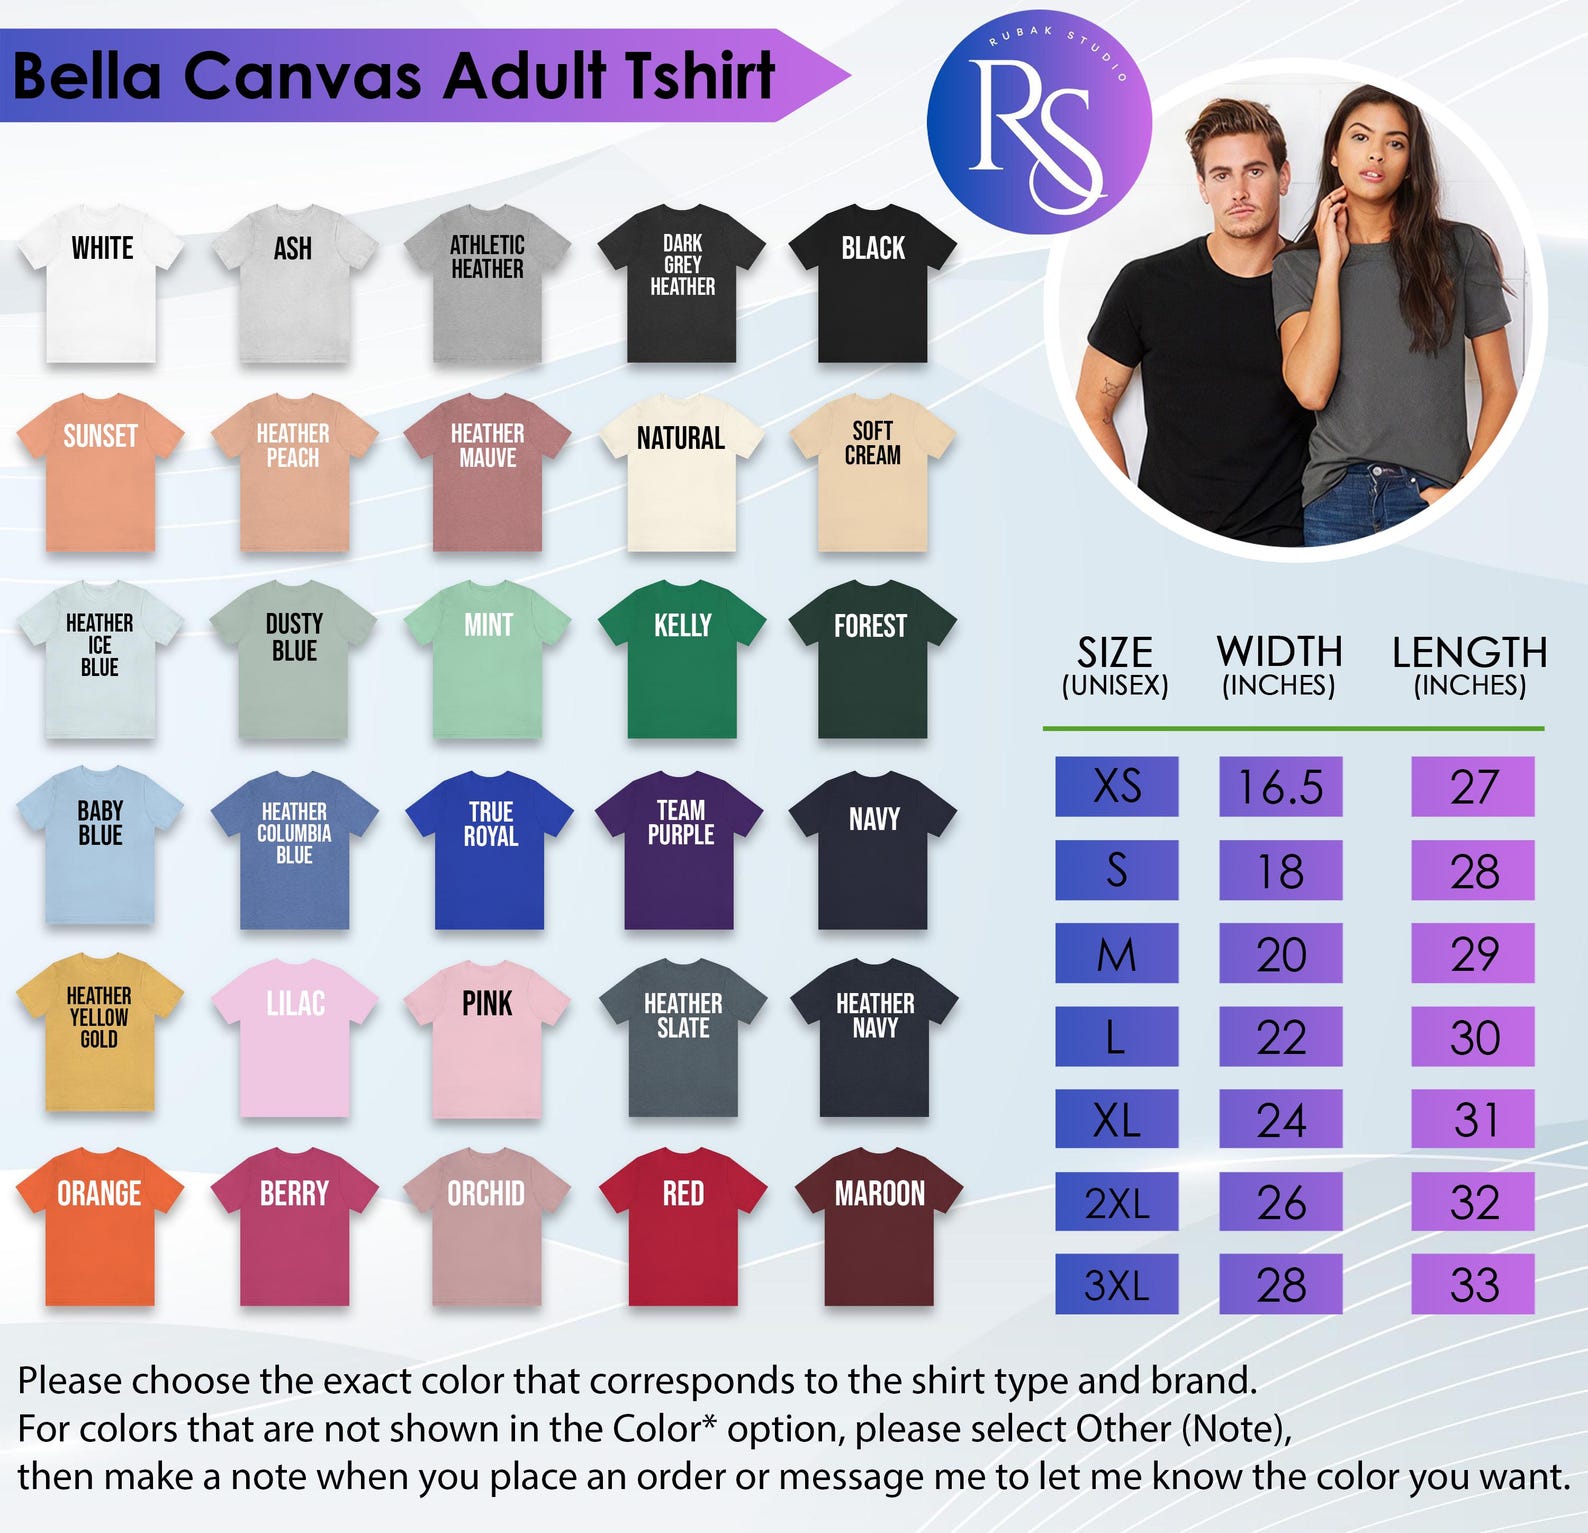 Bella Canvas Adult Tshirt
RUBAK STUDIO
RS
WHITE
ASH
ATHLETIC
HEATHER
DARK
GREY
HEATHER
BLACK
SUNSET
HEATHER
PEACH
HEATHER
MAUVE
NATURAL
SOFT
CREAM
HEATHER
ICE
BLUE
DUSTY
BLUE
MINT
KELLY
FOREST
BABY
BLUE
HEATHER
COLUMBIA
BLUE
TRUE
ROYAL
TEAM
PURPLE
NAVY
HEATHER
YELLOW
GOLD
LILAC
PINK
HEATHER
SLATE
HEATHER
NAVY
ORANGE
BERRY
ORCHID
RED
MAROON
SIZE WIDTH LENGTH
(UNISEX) (INCHES) (INCHES)
XS 16.5 27
S 18 28
M 20 29
L 22 30
XL 24 31
2XL 26 32
3XL 28 33
Please choose the exact color that corresponds to the shirt type and brand.
For colors that are not shown in the Color* option, please select Other (Note),
then make a note when you place an order or message me to let me know the color you want.